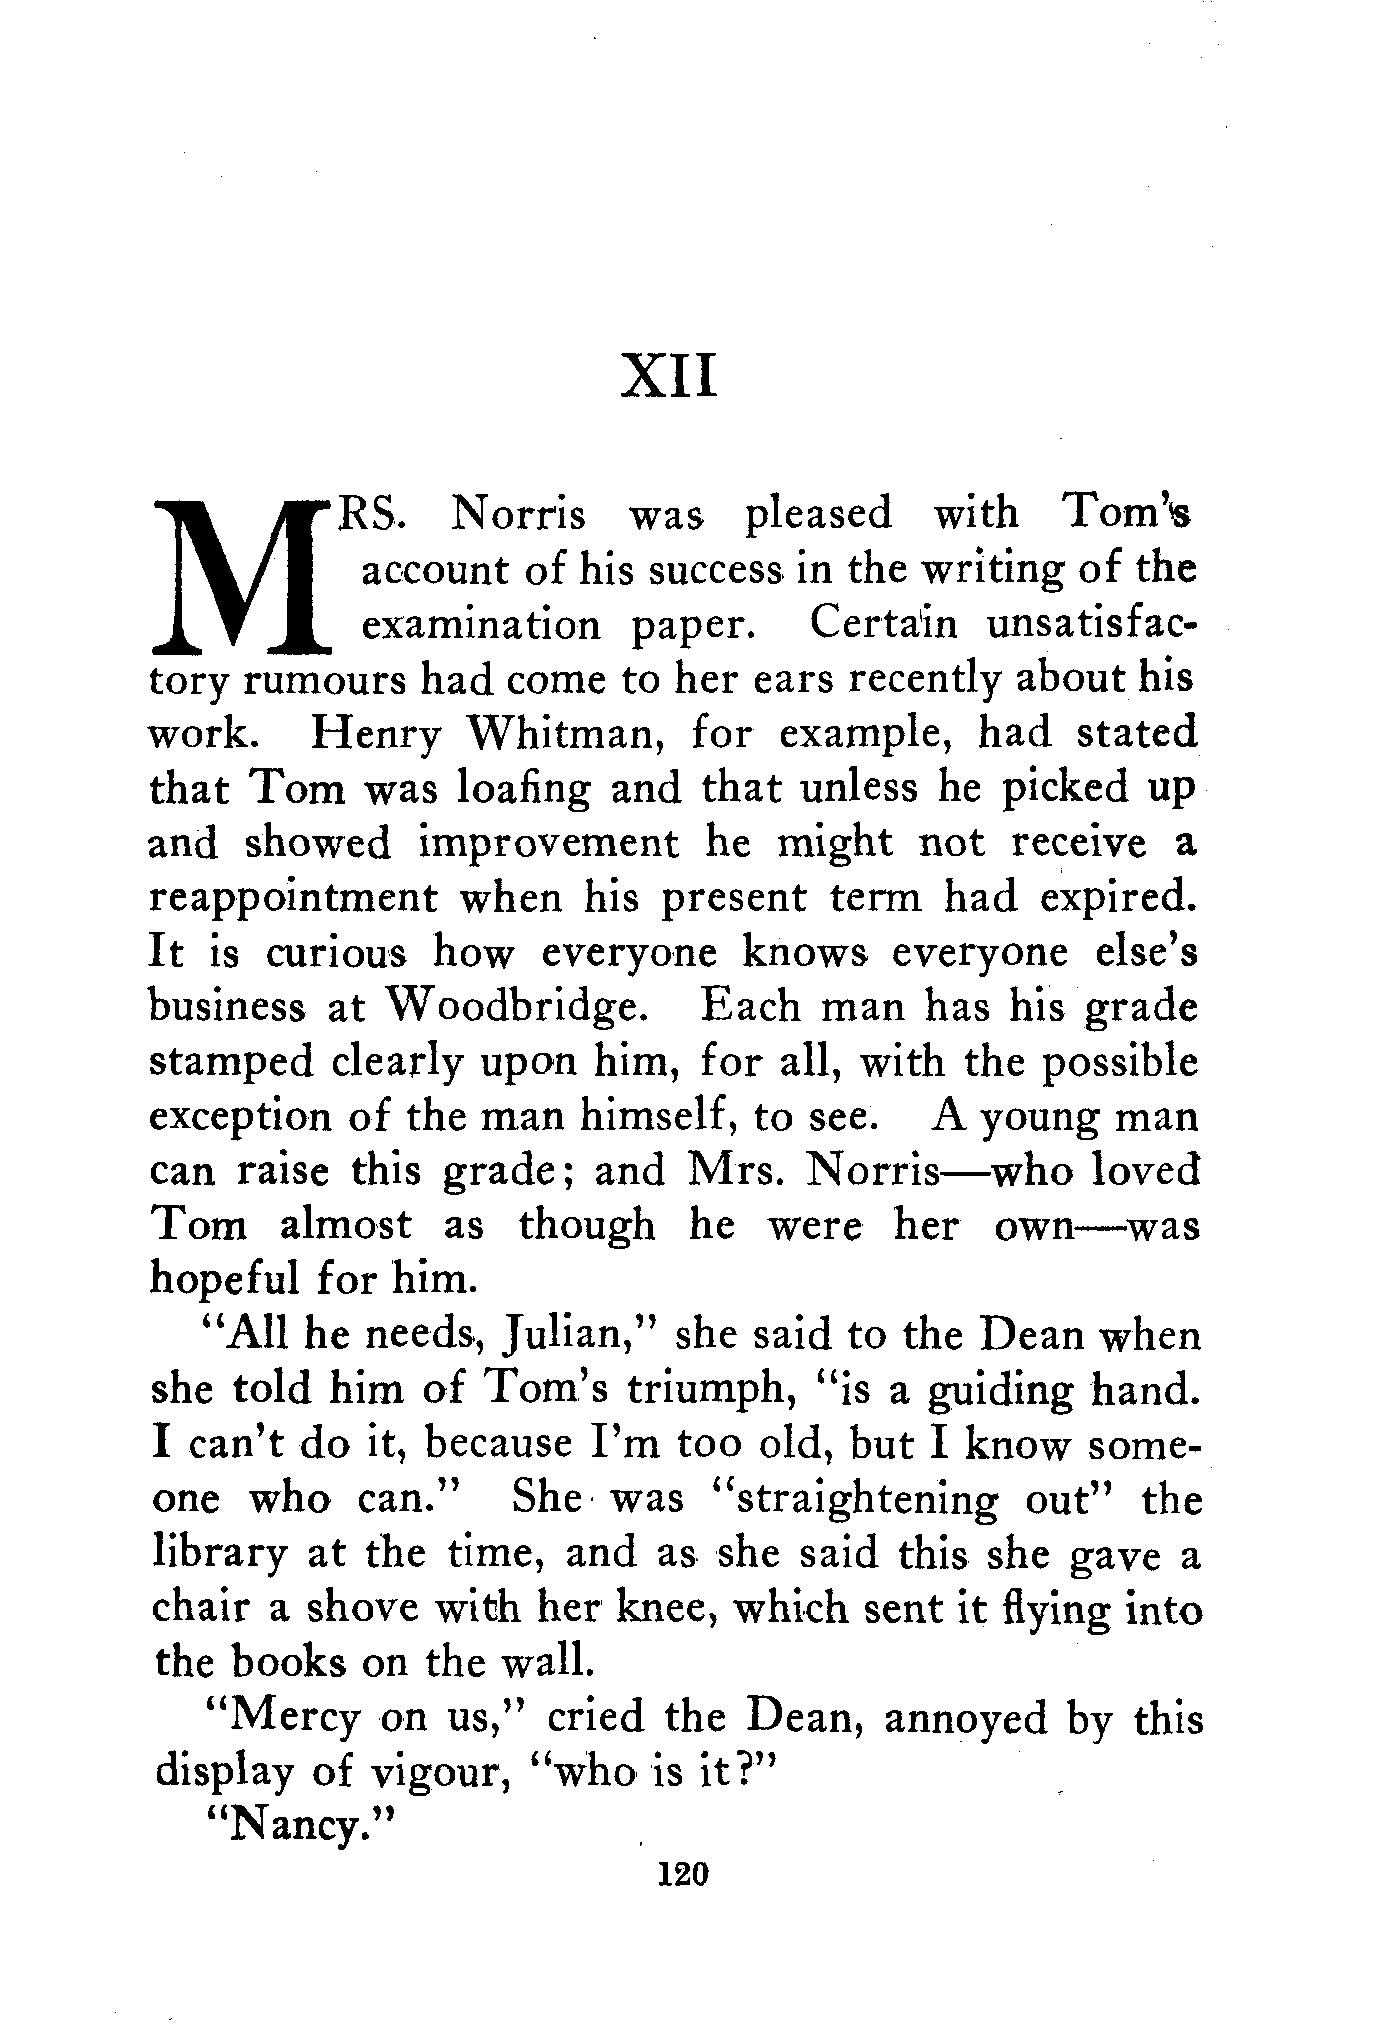 XII
MRS. Norris was pleased with Tom's
account of his success in the writing of the
examination paper. Certain unsatisfac-
tory rumours had come to her ears recently about his
work. Henry Whitman, for example, had stated
that Tom was loafing and that unless he picked up
and showed improvement he might not receive a
reappointment when his present term had expired.
It is curious how everyone knows everyone else's
business at Woodbridge. Each man has his grade
stamped clearly upon him, for all, with the possible
exception of the man himself, to see. A young man
can raise this grade; and Mrs. Norris—who loved
Tom almost as though he were her own—was
hopeful for him.
"All he needs, Julian," she said to the Dean when
she told him of Tom's triumph, "is a guiding hand.
I can't do it, because I'm too old, but I know some-
one who can." She was "straightening out" the
library at the time, and as she said this she gave a
chair a shove with her knee, which sent it flying into
the books on the wall.
"Mercy on us," cried the Dean, annoyed by this
display of vigour, "who is it?"
"Nancy."
120